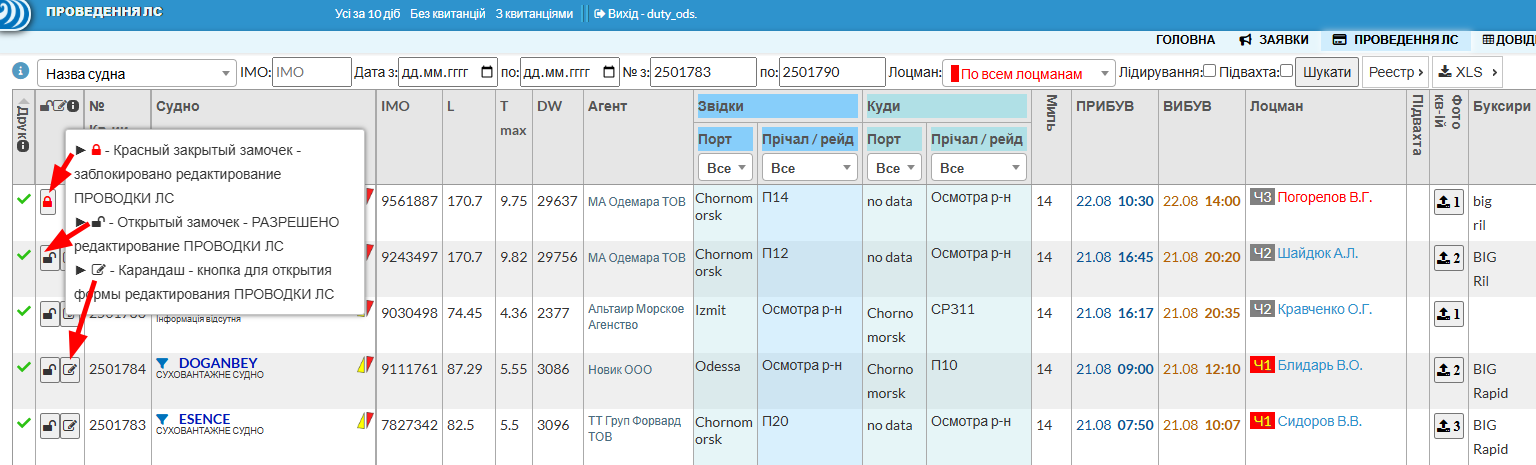 ПРОВЕДЕННЯ ЛС
Усі за 10 діб Без квитанцій З квитанціями Вихід - duty_ods.
ГОЛОВНА ЗАЯВКИ ПРОВЕДЕННЯ ЛС ДОВІД
Назва судна IMO: IMO Дата з: дд.мм.гггг по: дд.мм.гггг № з: 2501783 по: 2501790 Лоцман: По всем лоцманам Лідирування: Підвахта: Шукати Реєстр › XLS ›
Друк № Судно IMO L T max DW Агент Звідки Куди Миль ПРИБУВ ВИБУВ Лоцман Підвахта Фото кв-ій Буксири
Порт Прічал / рейд Порт Прічал / рейд
Все Все Все Все
► - Красный закрытый замочек -
заблокировано редактирование
ПРОВОДКИ ЛС
► - Открытый замочек - РАЗРЕШЕНО
редактирование ПРОВОДКИ ЛС
► - Карандаш - кнопка для открытия
формы редактирования ПРОВОДКИ ЛС
9561887 170.7 9.75 29637 МА Одемара ТОВ Chornom П14 no data Осмотра р-н 14 22.08 10:30 22.08 14:00 Ч3 Погорелов В.Г. 1 big
orsk ril
9243497 170.7 9.82 29756 МА Одемара ТОВ Chornom П12 no data Осмотра р-н 14 21.08 16:45 21.08 20:20 Ч2 Шайдюк А.Л. 2 BIG
orsk Ril
9030498 74.45 4.36 2377 Альтаир Морское Izmit Осмотра р-н Chorno СР311 14 21.08 16:17 21.08 20:35 Ч2 Кравченко О.Г. 1
Інформація відсутня Агенство morsk
2501784 DOGANBEY 9111761 87.29 5.55 3086 Новик ООО Odessa Осмотра р-н Chorno П10 14 21.08 09:00 21.08 12:10 Ч1 Блидарь В.О. 2 BIG
СУХОВАНТАЖНЕ СУДНО morsk Rapid
2501783 ESENCE 7827342 82.5 5.5 3096 ТТ Груп Форвард Chornom П20 no data Осмотра р-н 14 21.08 07:50 21.08 10:07 Ч1 Сидоров В.В. 3 BIG
СУХОВАНТАЖНЕ СУДНО ТОВ orsk Rapid